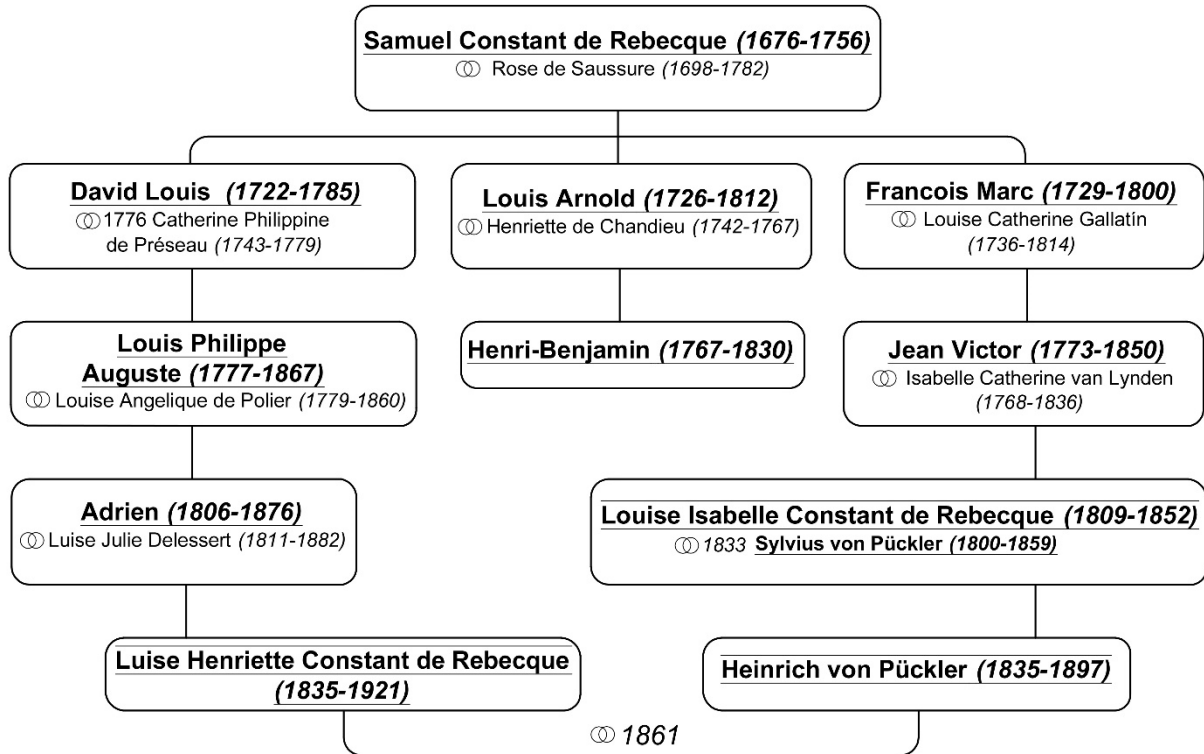 Samuel Constant de Rebecque (1676-1756)
⚭ Rose de Saussure (1698-1782)
David Louis (1722-1785)
⚭ 1776 Catherine Philippine
de Préseau (1743-1779)
Louis Arnold (1726-1812)
⚭ Henriette de Chandieu (1742-1767)
Francois Marc (1729-1800)
⚭ Louise Catherine Gallatín
(1736-1814)
Louis Philippe
Auguste (1777-1867)
⚭ Louise Angelique de Polier (1779-1860)
Henri-Benjamin (1767-1830)
Jean Victor (1773-1850)
⚭ Isabelle Catherine van Lynden
(1768-1836)
Adrien (1806-1876)
⚭ Luise Julie Delessert (1811-1882)
Louise Isabelle Constant de Rebecque (1809-1852)
⚭ 1833 Sylvius von Pückler (1800-1859)
Luise Henriette Constant de Rebecque
(1835-1921)
Heinrich von Pückler (1835-1897)
⚭ 1861